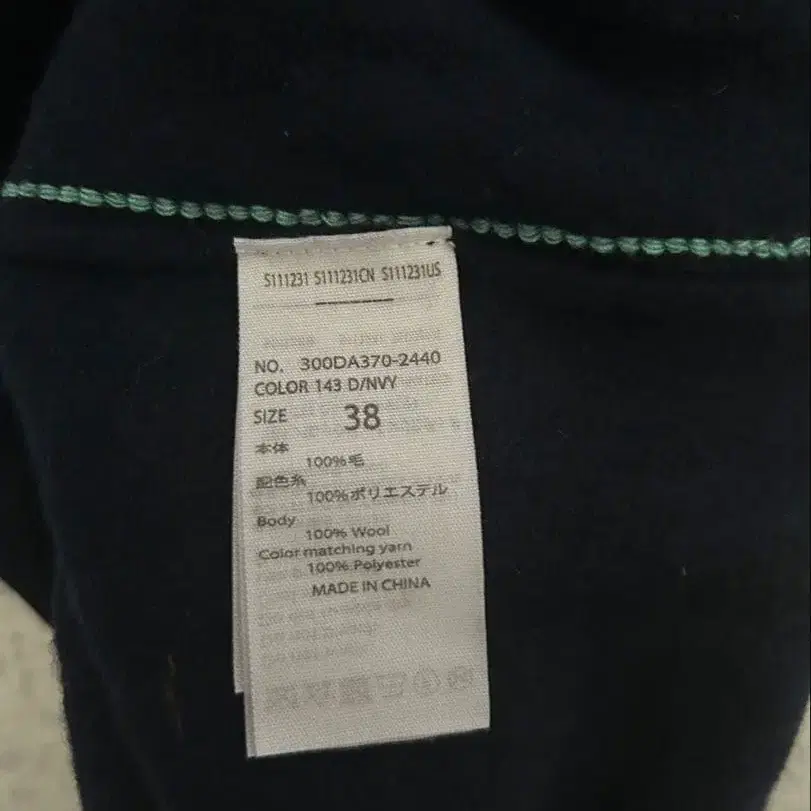 S111231 S111231CN S111231US
NO. 300DA370-2440
COLOR 143 D/NVY
SIZE 38
本体
100%毛
配色糸
100%ポリエステル
Body
100% Wool
Color matching yarn
100% Polyester
MADE IN CHINA